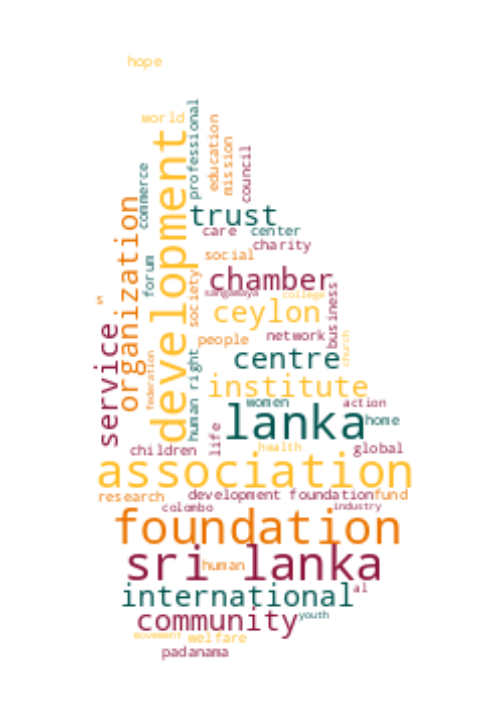 hope
world
professional
education
mission
council
development
commerce
organization
trust
care
center
charity
forum
social
society
chamber
sangamaya
college
s
ceylon
business
service
people
network
church
federation
human right
centre
institute
women
action
lanka
home
life
children
health
global
association
research
development foundation
fund
colombo
industry
foundation
sri lanka
human
international
al
community
youth
movement
welfare
padanama